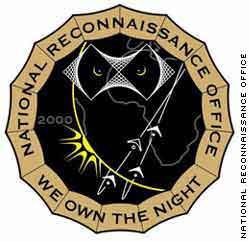 NATIONAL RECONNAISSANCE OFFICE
2000
WE OWN THE NIGHT
NATIONAL RECONNAISSANCE OFFICE